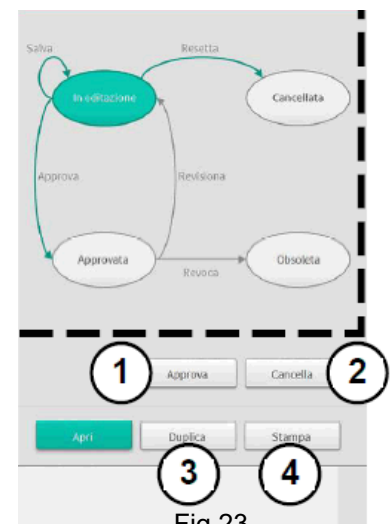 Salva
Resetta
In editazione
Cancellata
Approva
Revisiona
Approvata
Obsoleta
Revoca
1
Approva
Cancella
2
Apri
Duplica
Stampa
3
4
Fig.23